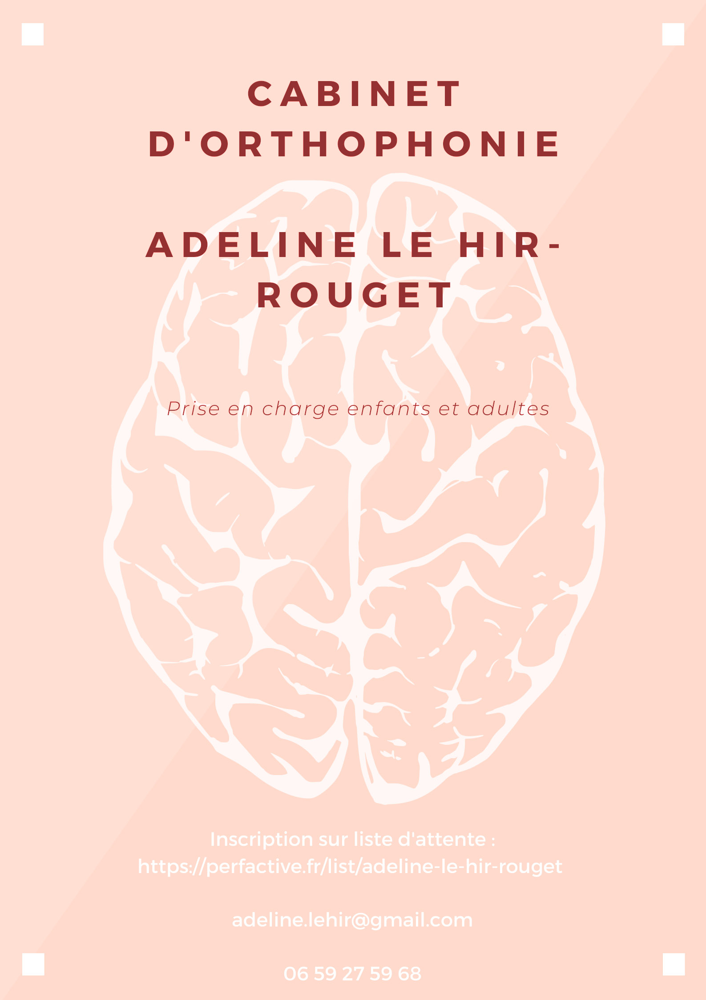 CABINET
D'ORTHOPHONIE
ADELINE LE HIR-
ROUGET
Prise en charge enfants et adultes
Inscription sur liste d'attente :
https://perfactive.fr/list/adeline-le-hir-rouget
adeline.lehir@gmail.com
06 59 27 59 68